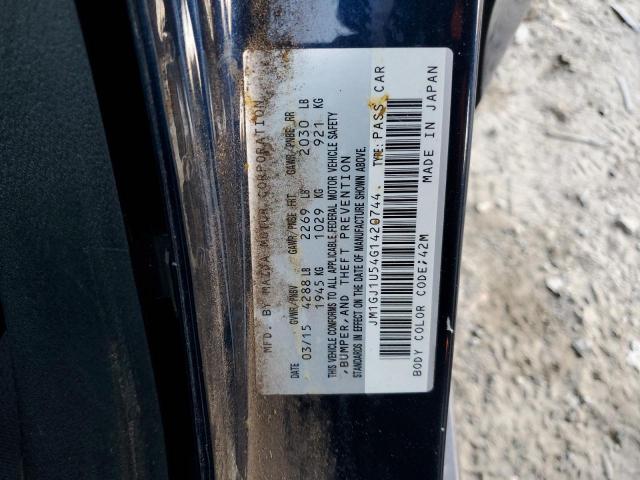 MFD. BY MAZDA MOTOR CORPORATION
DATE GVWR/PNBV GAWR/PNBE FRT GAWR/PNBE RR
03/15 4288 LB 2269 LB 2030 LB
1945 KG 1029 KG 921 KG
THIS VEHICLE CONFORMS TO ALL APPLICABLE FEDERAL MOTOR VEHICLE SAFETY
,BUMPER, AND THEFT PREVENTION
STANDARDS IN EFFECT ON THE DATE OF MANUFACTURE SHOWN ABOVE.
JM1GJ1U54G1420744. TYPE: PASS. CAR
BODY COLOR CODE;42M MADE IN JAPAN